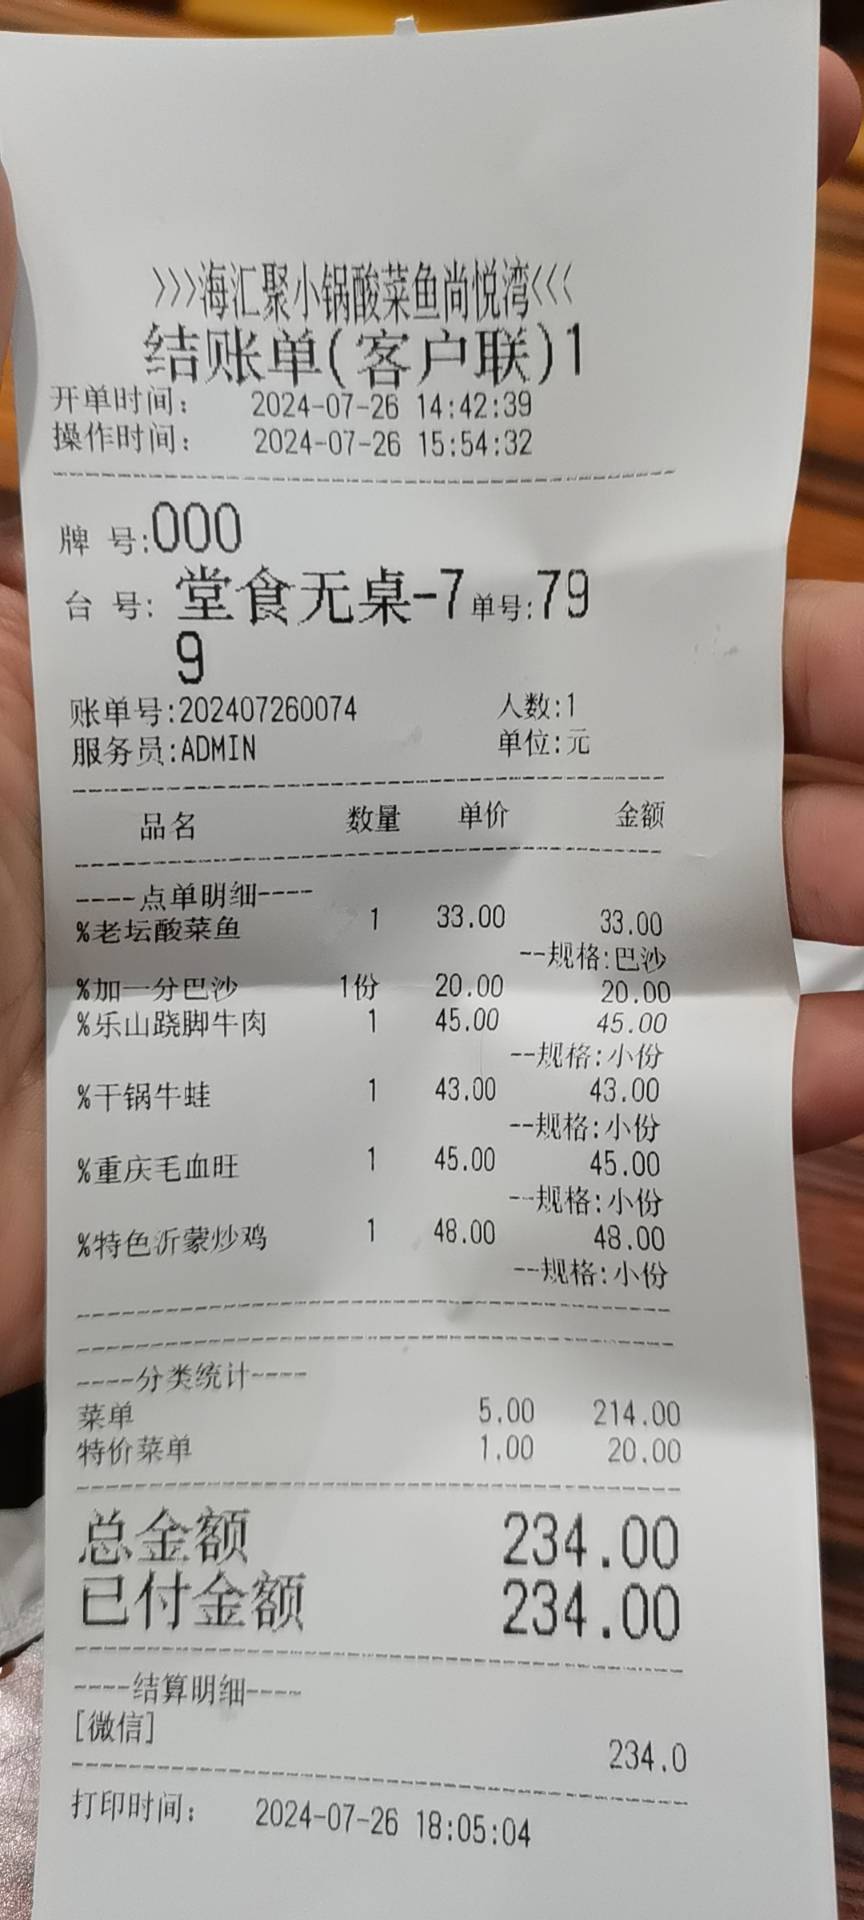 >>>海汇聚小锅酸菜鱼尚悦湾<<<
结账单(客户联)1
开单时间: 2024-07-26 14:42:39
操作时间: 2024-07-26 15:54:32
牌 号:000
台 号: 堂食无桌-7 单号:79
9
账单号:202407260074 人数:1
服务员:ADMIN 单位:元
品名 数量 单价 金额
----点单明细----
%老坛酸菜鱼 1 33.00 33.00
--规格:巴沙
%加一分巴沙 1份 20.00 20.00
%乐山跷脚牛肉 1 45.00 45.00
--规格:小份
%干锅牛蛙 1 43.00 43.00
--规格:小份
%重庆毛血旺 1 45.00 45.00
--规格:小份
%特色沂蒙炒鸡 1 48.00 48.00
--规格:小份
----分类统计----
菜单 5.00 214.00
特价菜单 1.00 20.00
总金额 234.00
已付金额 234.00
----结算明细----
[微信] 234.0
打印时间: 2024-07-26 18:05:04